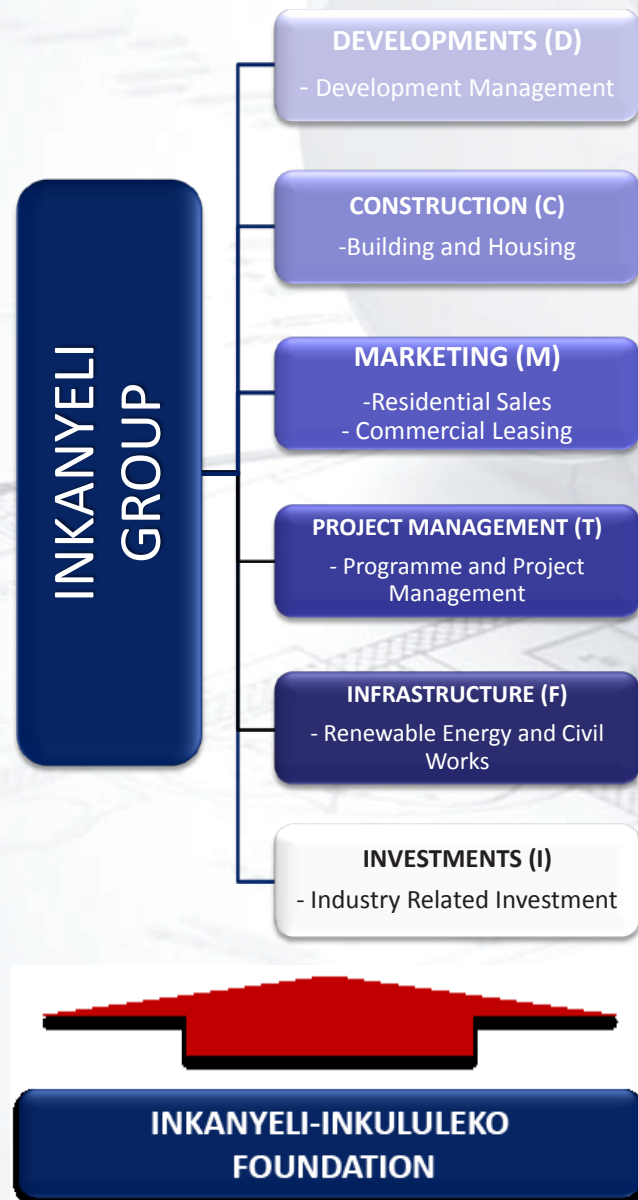 DEVELOPMENTS (D)
- Development Management
CONSTRUCTION (C)
-Building and Housing
INKANYELI
GROUP
MARKETING (M)
-Residential Sales
- Commercial Leasing
PROJECT MANAGEMENT (T)
- Programme and Project
Management
INFRASTRUCTURE (F)
- Renewable Energy and Civil
Works
INVESTMENTS (I)
- Industry Related Investment
INKANYELI-INKULULEKO
FOUNDATION